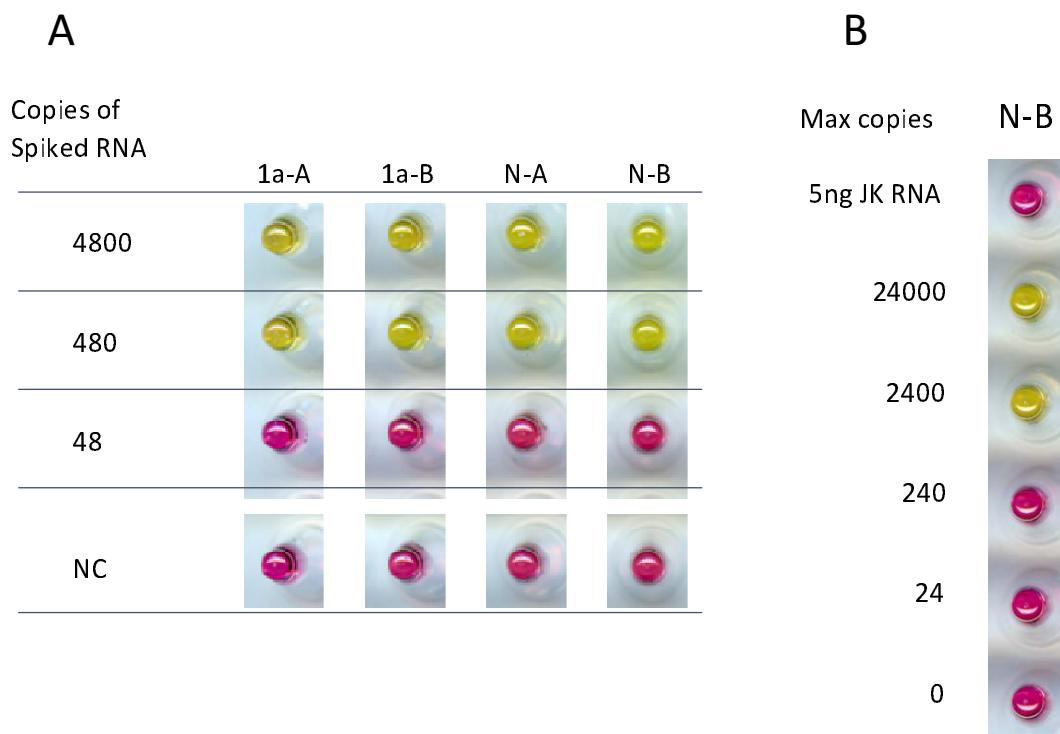 A
Copies of
Spiked RNA
1a-A 1a-B N-A N-B
4800
480
48
NC
B
Max copies N-B
5ng JK RNA
24000
2400
240
24
0